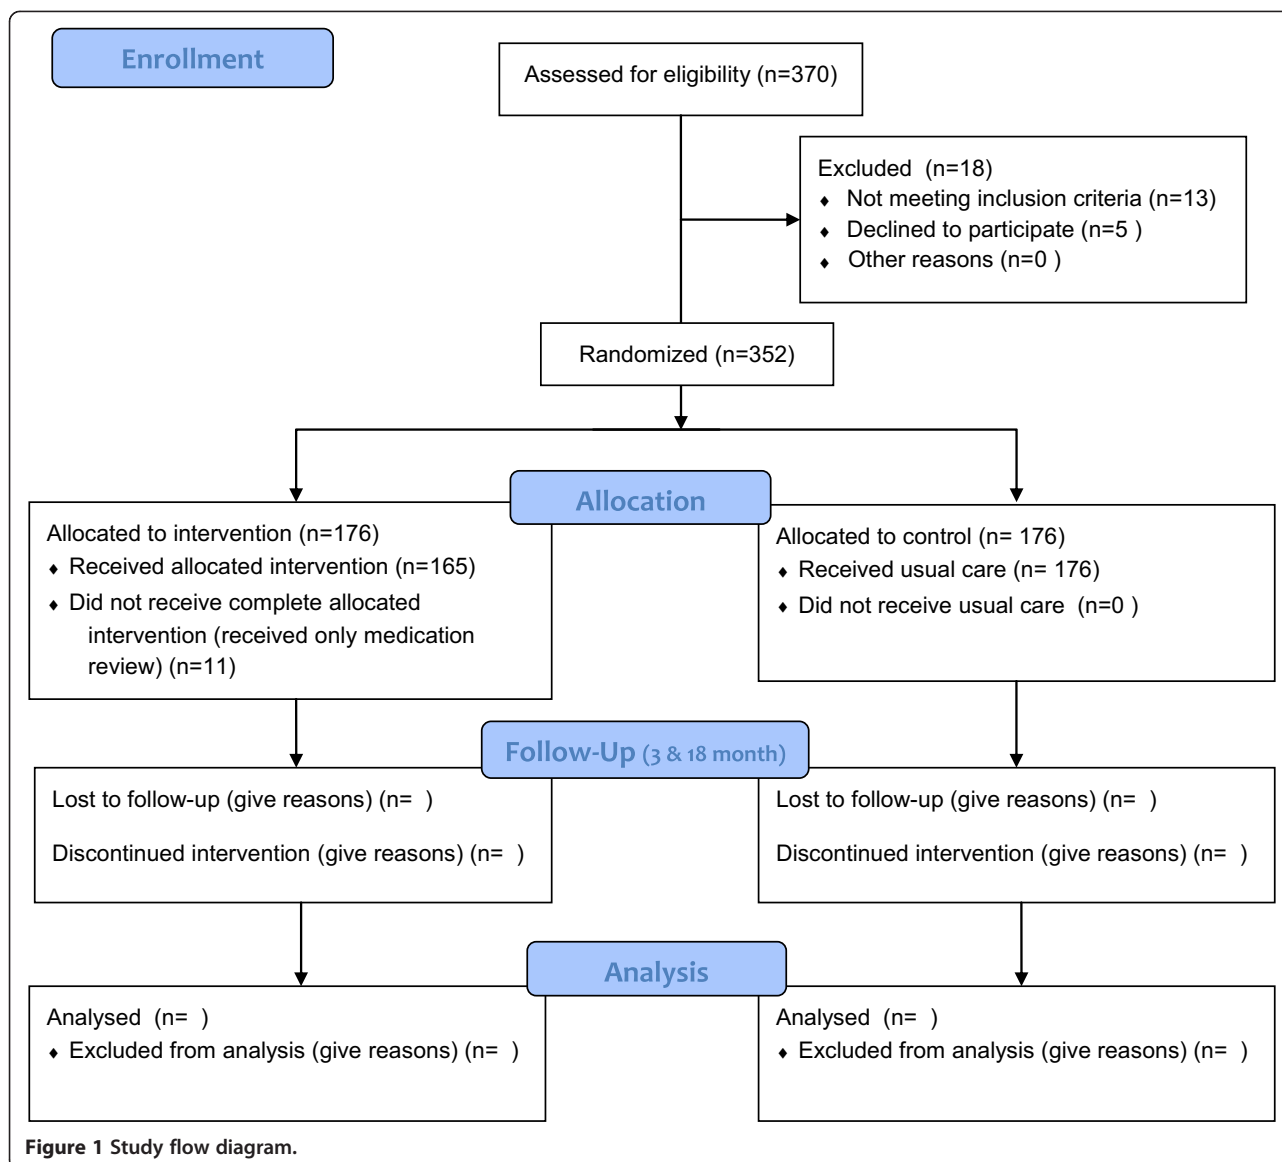 Enrollment
Assessed for eligibility (n=370)
Excluded  (n=18)
♦ Not meeting inclusion criteria (n=13)
♦ Declined to participate (n=5 )
♦ Other reasons (n=0 )
Randomized (n=352)
Allocation
Allocated to intervention (n=176)
♦ Received allocated intervention (n=165)
♦ Did not receive complete allocated
intervention (received only medication
review) (n=11)
Allocated to control (n= 176)
♦ Received usual care (n= 176)
♦ Did not receive usual care  (n=0 )
Follow-Up (3 & 18 month)
Lost to follow-up (give reasons) (n=  )
Discontinued intervention (give reasons) (n=  )
Lost to follow-up (give reasons) (n=  )
Discontinued intervention (give reasons) (n=  )
Analysis
Analysed  (n=  )
♦ Excluded from analysis (give reasons) (n=  )
Analysed  (n=  )
♦ Excluded from analysis (give reasons) (n=  )
Figure 1 Study flow diagram.